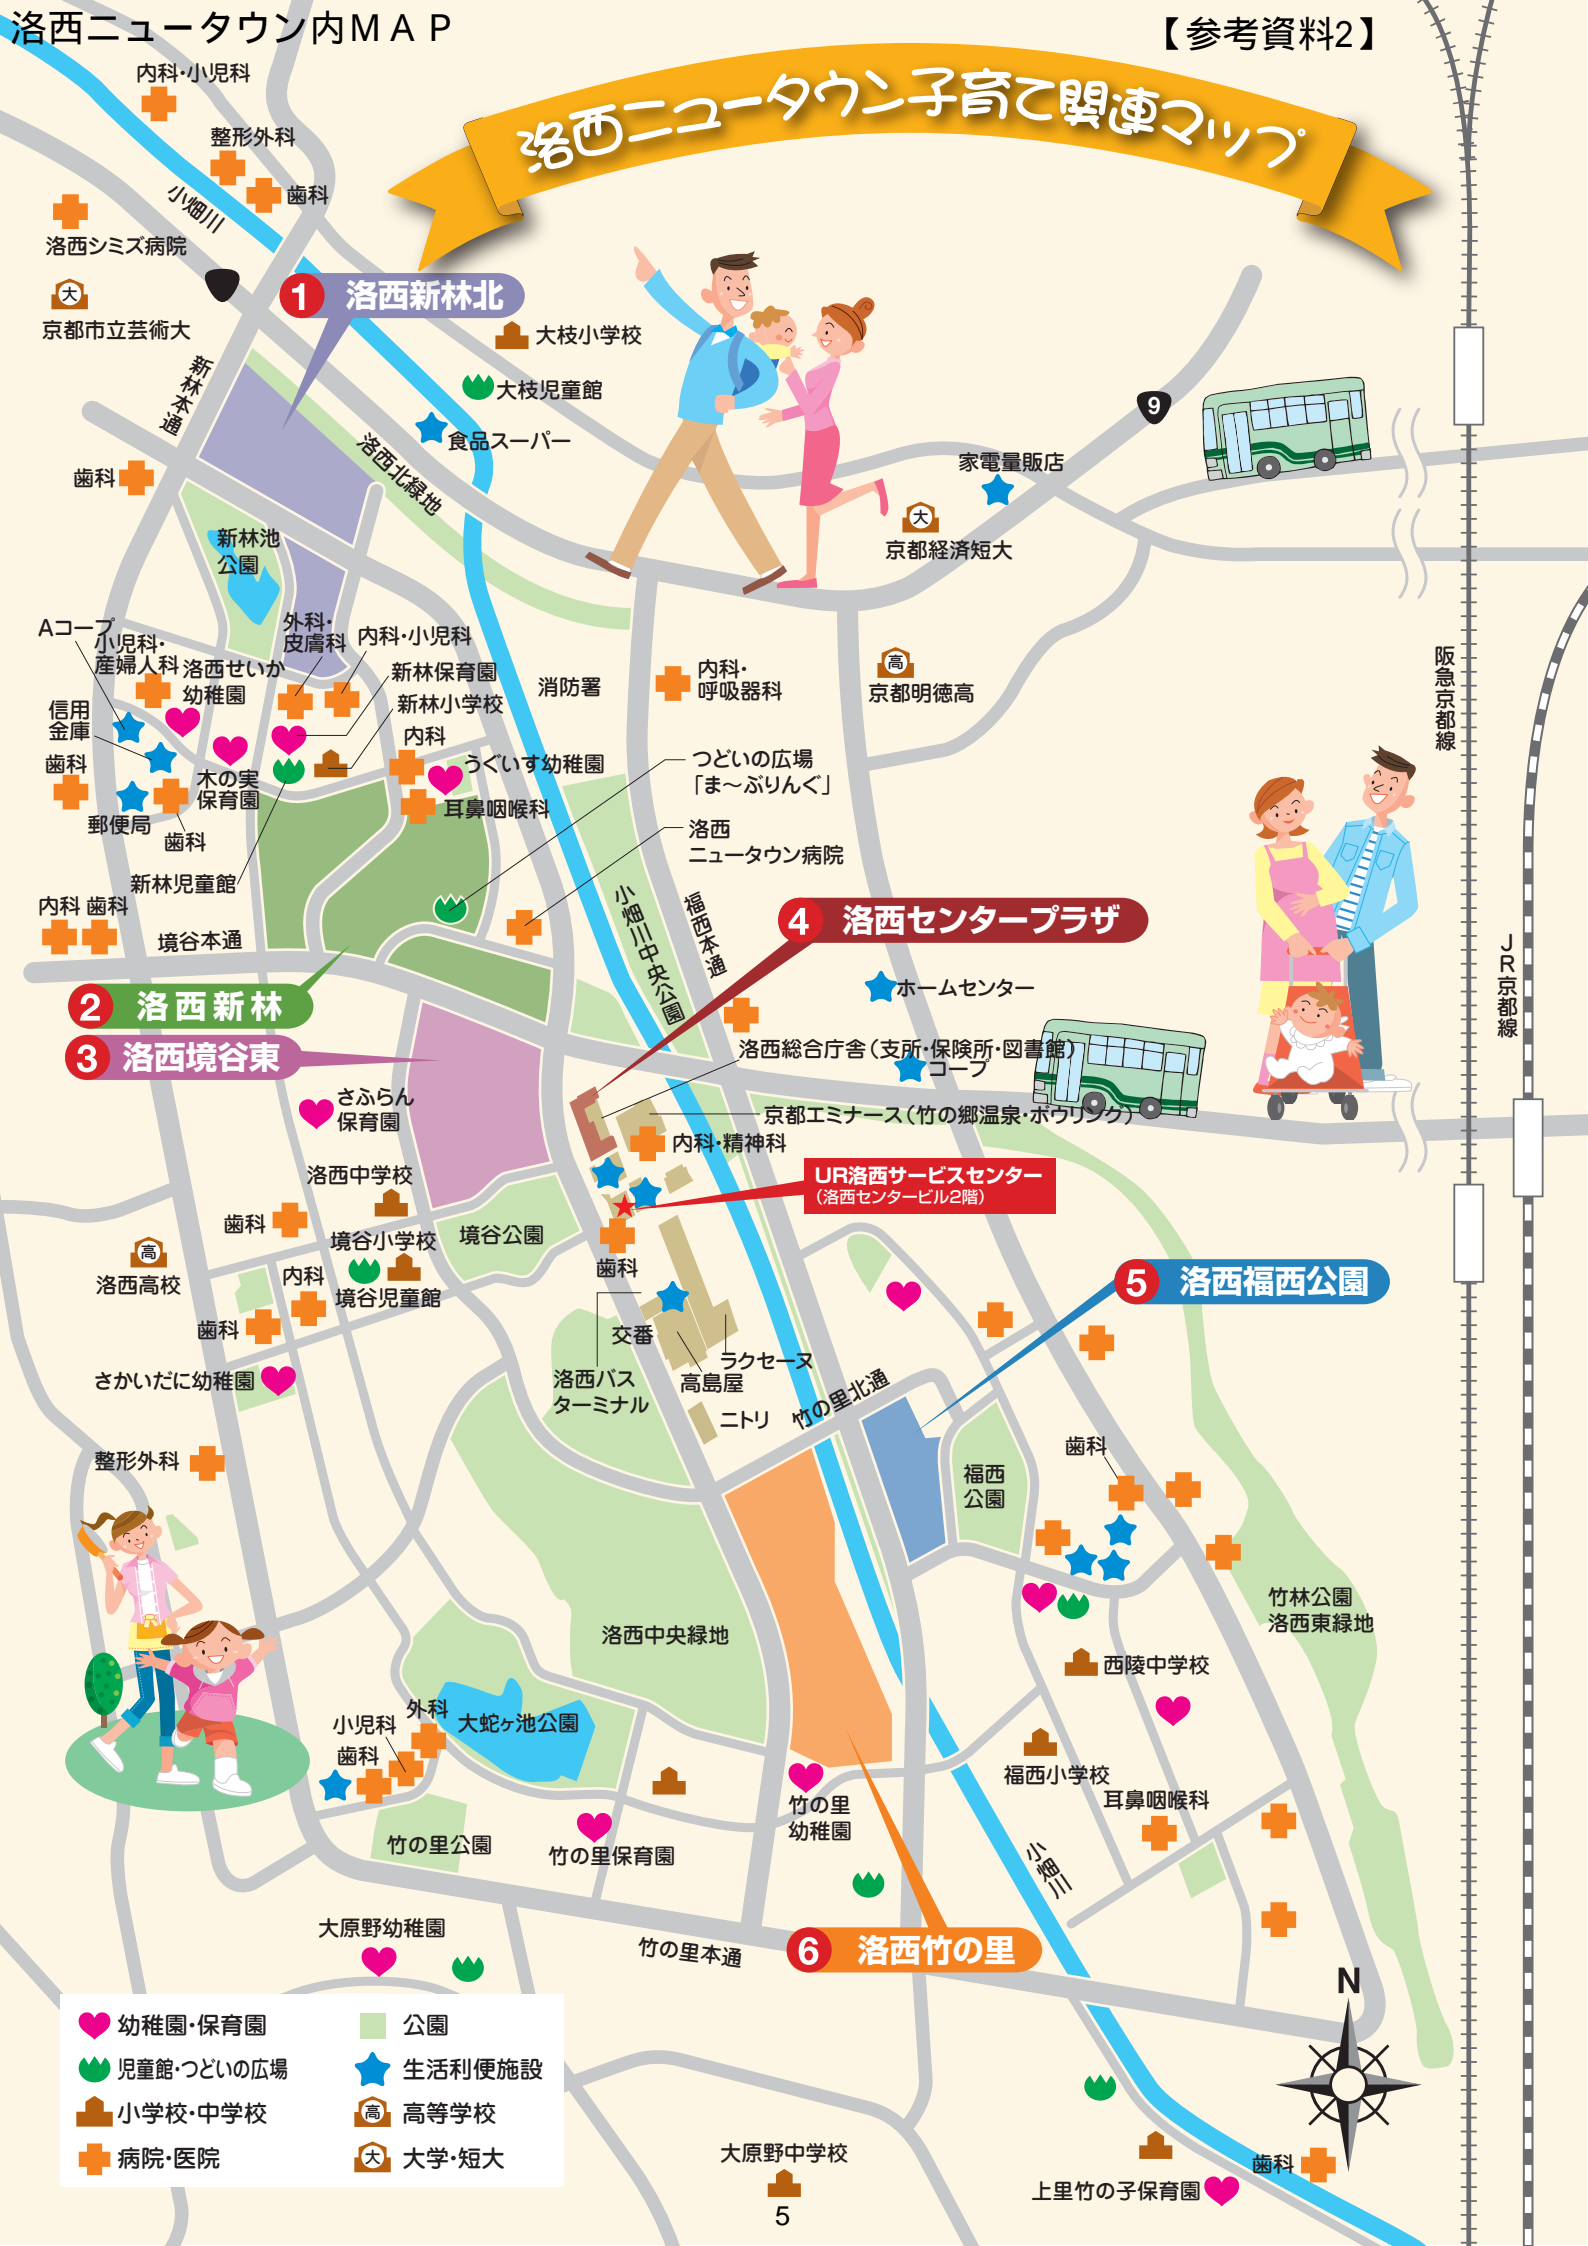 洛西ニュータウン内ＭＡＰ
【参考資料2】
洛西ニュータウン子育て関連マップ
内科・小児科
整形外科
歯科
小畑川
洛西シミズ病院
大
京都市立芸術大
1 洛西新林北
大枝小学校
新林本通
大枝児童館
食品スーパー
洛西北緑地
9
家電量販店
歯科
大
京都経済短大
新林池
公園
Aコープ
小児科・
産婦人科
外科・
皮膚科
内科・小児科
洛西せいか
幼稚園
新林保育園
新林小学校
消防署
内科・
呼吸器科
高
京都明徳高
阪急京都線
信用
金庫
内科
うぐいす幼稚園
歯科
木の実
保育園
つどいの広場
「ま～ぶりんぐ」
耳鼻咽喉科
郵便局
歯科
洛西
ニュータウン病院
新林児童館
内科 歯科
境谷本通
小畑川中央公園
福西本通
4 洛西センタープラザ
JR京都線
ホームセンター
2 洛西新林
3 洛西境谷東
洛西総合庁舎（支所・保険所・図書館）
コープ
さふらん
保育園
京都エミナース（竹の郷温泉・ボウリング）
内科・精神科
洛西中学校
UR洛西サービスセンター
（洛西センタービル2階）
歯科
境谷小学校
境谷公園
高
洛西高校
内科
境谷児童館
歯科
5 洛西福西公園
歯科
交番
ラクセーヌ
さかいだに幼稚園
洛西バス
ターミナル
高島屋
ニトリ
竹の里北通
整形外科
歯科
福西
公園
竹林公園
洛西東緑地
洛西中央緑地
西陵中学校
外科
小児科
歯科
大蛇ヶ池公園
福西小学校
耳鼻咽喉科
竹の里
幼稚園
竹の里公園
竹の里保育園
小畑川
大原野幼稚園
竹の里本通
6 洛西竹の里
N
幼稚園・保育園
公園
児童館・つどいの広場
生活利便施設
小学校・中学校
高 高等学校
病院・医院
大 大学・短大
大原野中学校
歯科
上里竹の子保育園
5